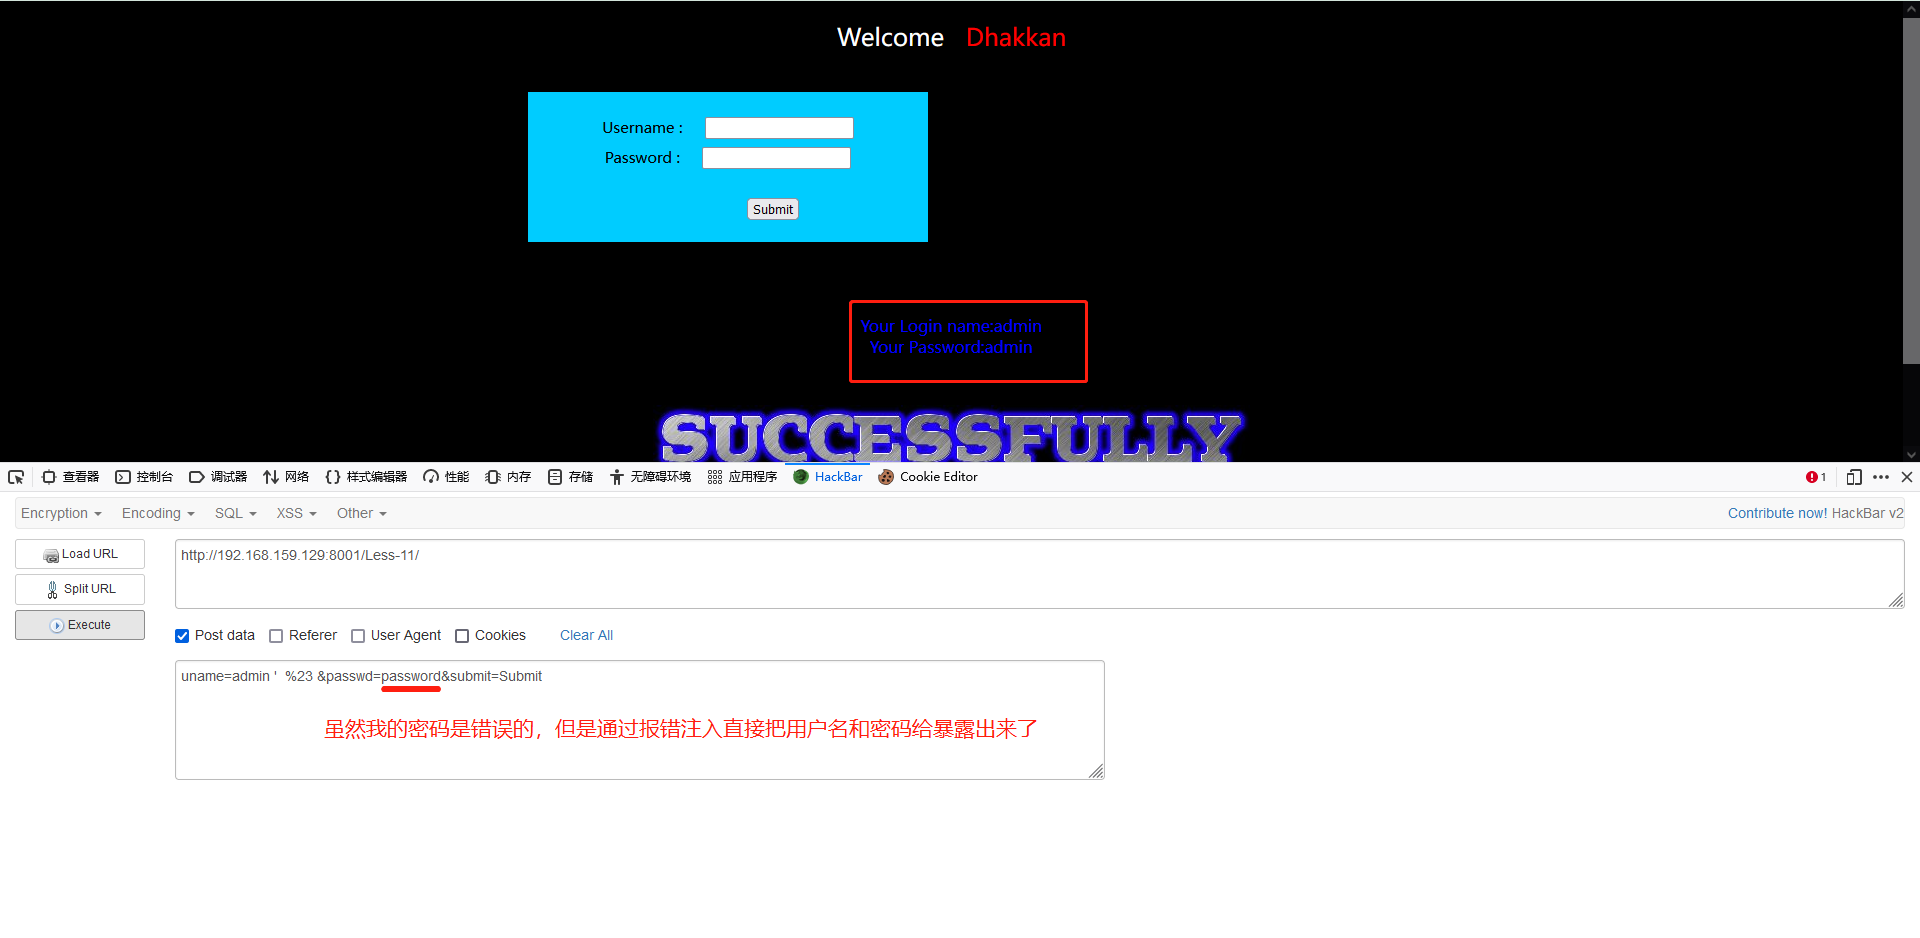 Welcome Dhakkan
Username :
Password :
Submit
Your Login name:admin
Your Password:admin
SUCCESSFULLY
查看器 控制台 调试器 网络 样式编辑器 性能 内存 存储 无障碍环境 应用程序 HackBar Cookie Editor 1
Encryption Encoding SQL XSS Other Contribute now! HackBar v2
Load URL
http://192.168.159.129:8001/Less-11/
Split URL
Execute
Post data Referer User Agent Cookies Clear All
uname=admin '  %23 &passwd=password&submit=Submit
虽然我的密码是错误的，但是通过报错注入直接把用户名和密码给暴露出来了